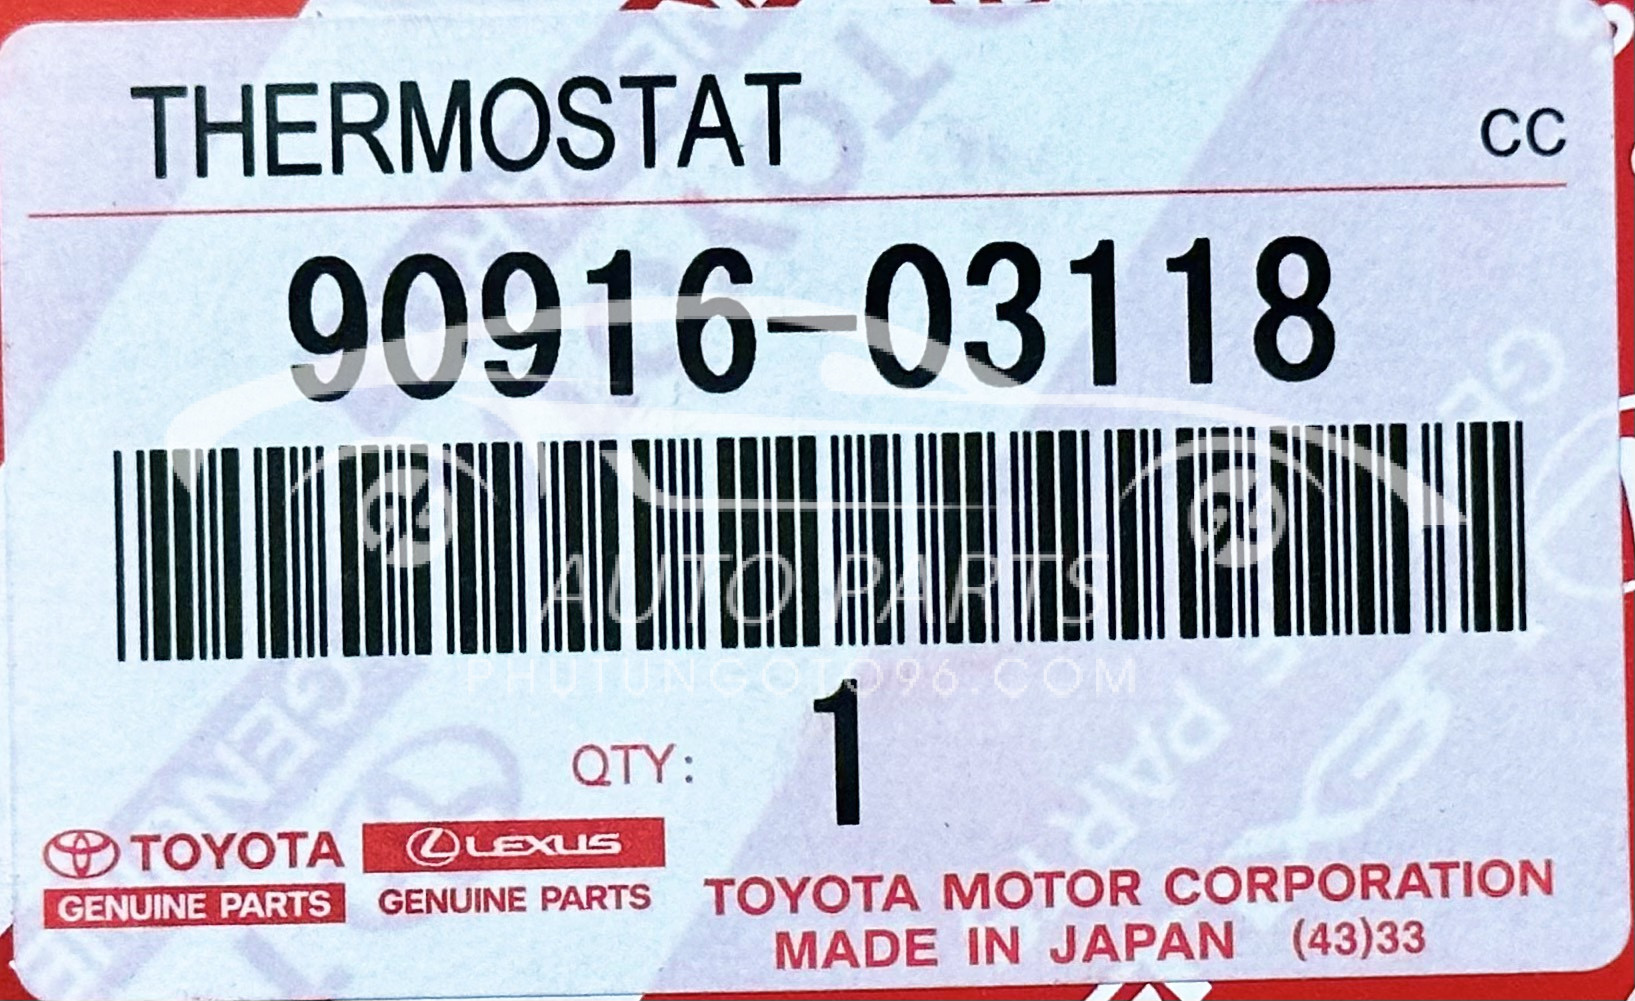 THERMOSTAT
CC
90916-03118
AUTO PARTS
PHUTUNGOTO96.COM
QTY: 1
TOYOTA
GENUINE PARTS
LEXUS
GENUINE PARTS
TOYOTA MOTOR CORPORATION
MADE IN JAPAN (43)33